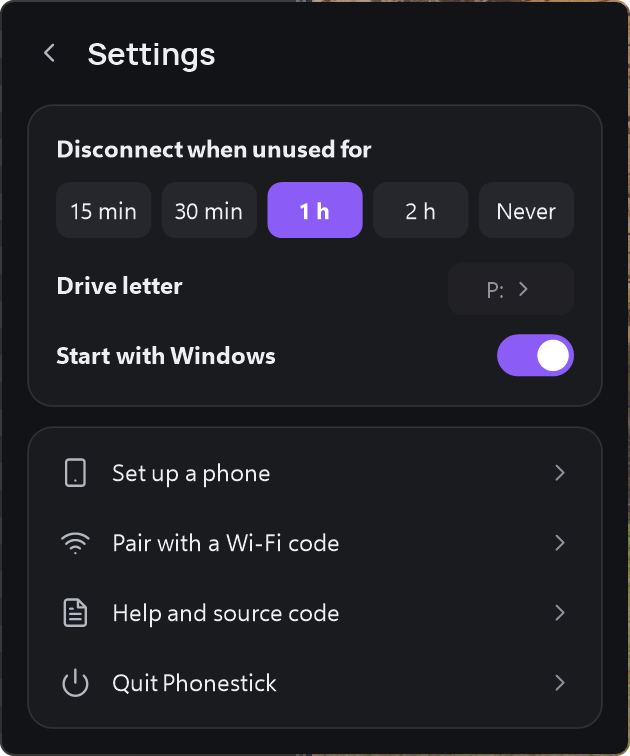 Settings
Disconnect when unused for
15 min 30 min 1 h 2 h Never
Drive letter P:
Start with Windows
Set up a phone
Pair with a Wi-Fi code
Help and source code
Quit Phonestick